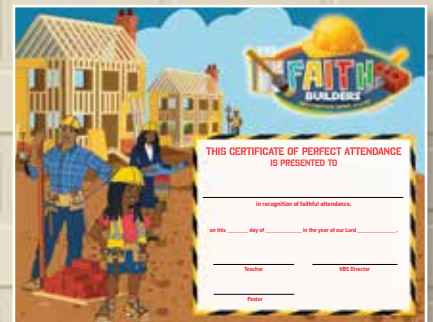 FAITH
BUILDERS
THIS CERTIFICATE OF PERFECT ATTENDANCE
IS PRESENTED TO
in recognition of faithful attendance,
on this ______ day of ____________ in the year of our Lord ____________.
Teacher
VBS Director
Pastor